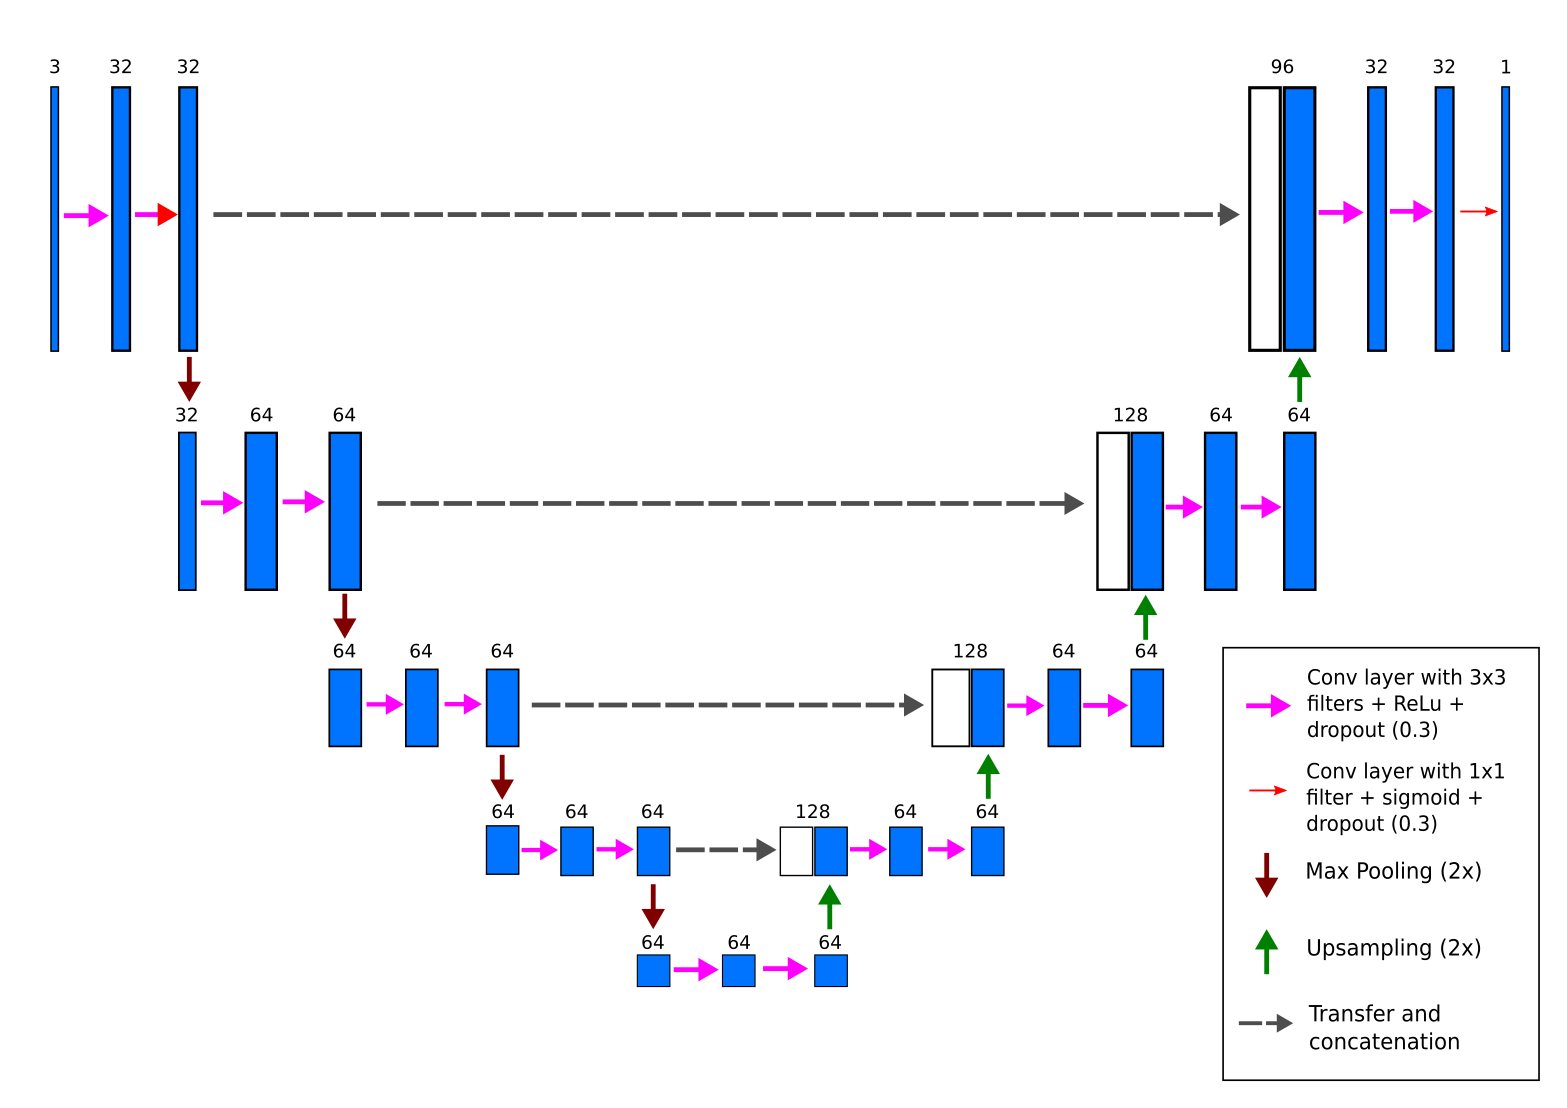 3 32 32 96 32 32 1
32 64 64 128 64 64
64 64 64 128 64 64
64 64 64 128 64 64
64 64 64
Conv layer with 3x3
filters + ReLu +
dropout (0.3)
Conv layer with 1x1
filter + sigmoid +
dropout (0.3)
Max Pooling (2x)
Upsampling (2x)
Transfer and
concatenation